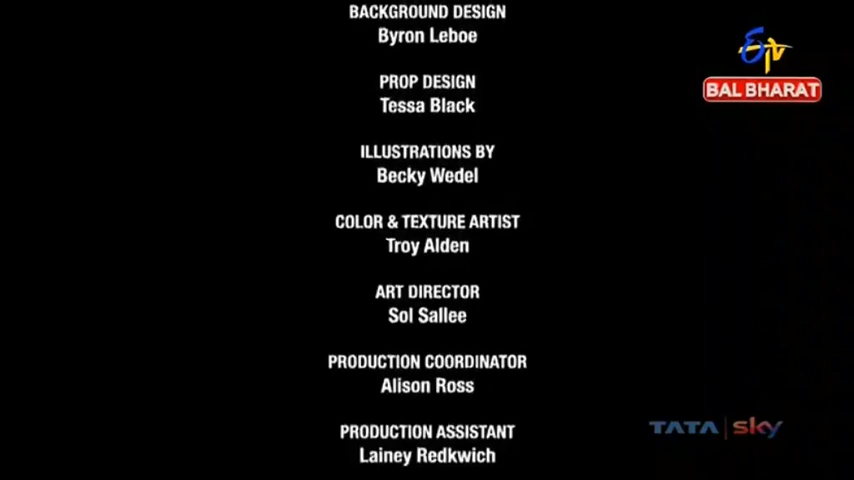 BACKGROUND DESIGN
Byron Leboe
PROP DESIGN
Tessa Black
ILLUSTRATIONS BY
Becky Wedel
COLOR & TEXTURE ARTIST
Troy Alden
ART DIRECTOR
Sol Sallee
PRODUCTION COORDINATOR
Alison Ross
PRODUCTION ASSISTANT
Lainey Redkwich
ETV
BAL BHARAT
TATA sky